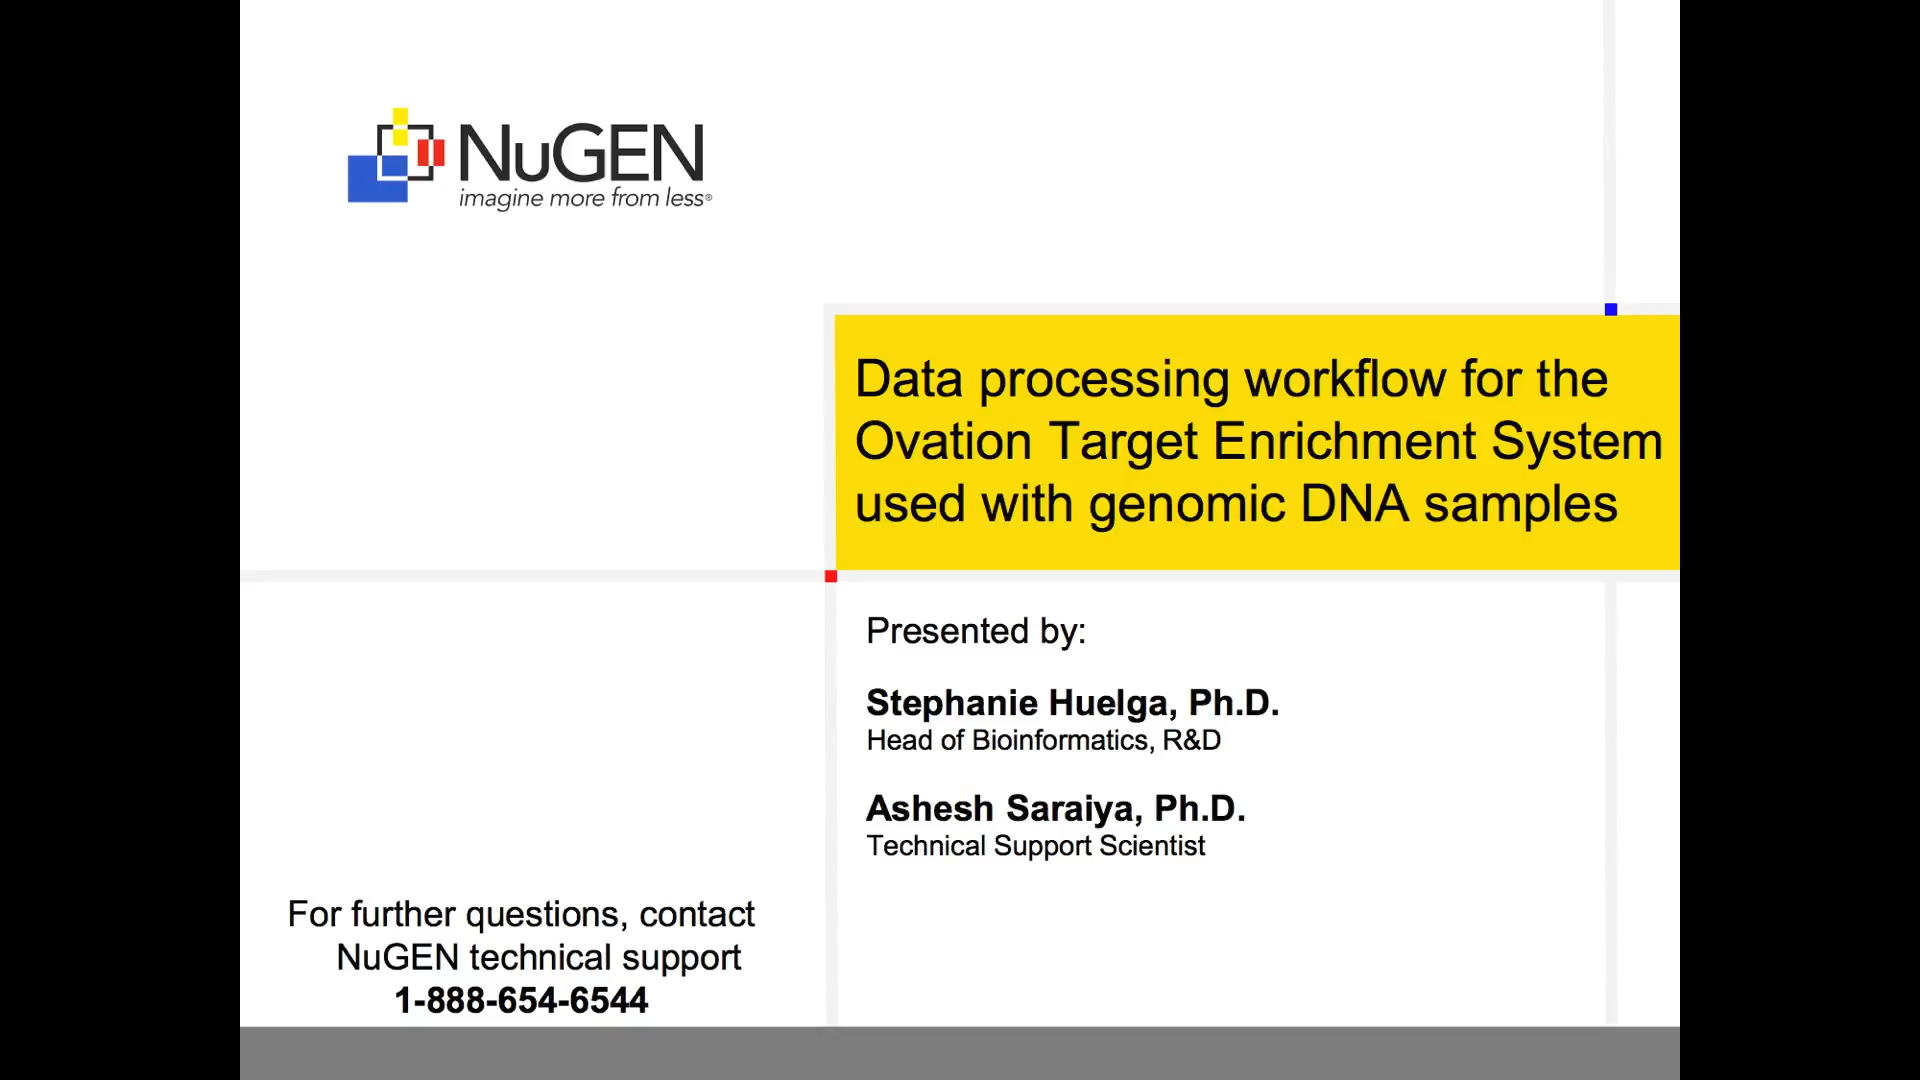 NuGEN
imagine more from less®
Data processing workflow for the
Ovation Target Enrichment System
used with genomic DNA samples
Presented by:
Stephanie Huelga, Ph.D.
Head of Bioinformatics, R&D
Ashesh Saraiya, Ph.D.
Technical Support Scientist
For further questions, contact
NuGEN technical support
1-888-654-6544